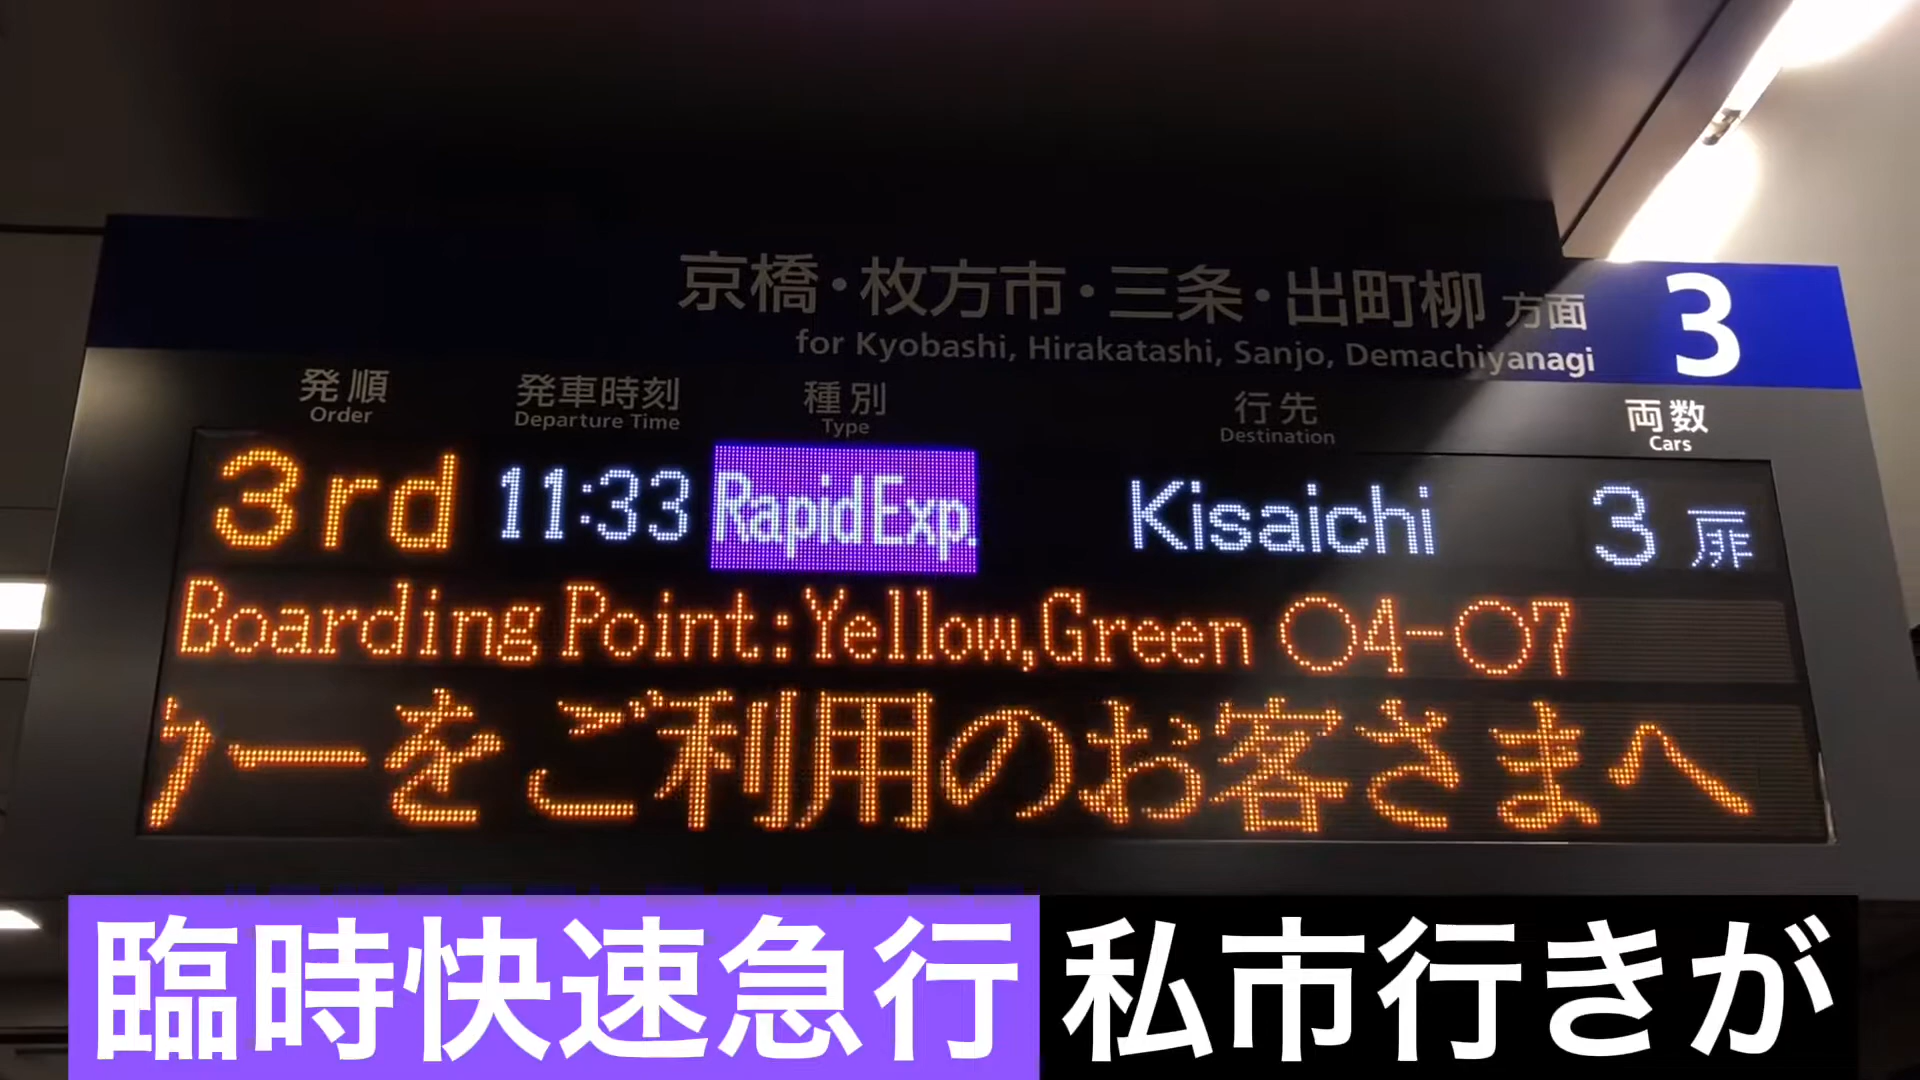 京橋・枚方市・三条・出町柳 方面 3
for Kyobashi, Hirakatashi, Sanjo, Demachiyanagi
発順 発車時刻 種別 行先 両数
Order Departure Time Type Destination Cars
3rd 11:33 Rapid Exp. Kisaichi 3扉
Boarding Point:Yellow,Green ○4-○7
ーをご利用のお客さまへ
臨時快速急行 私市行きが